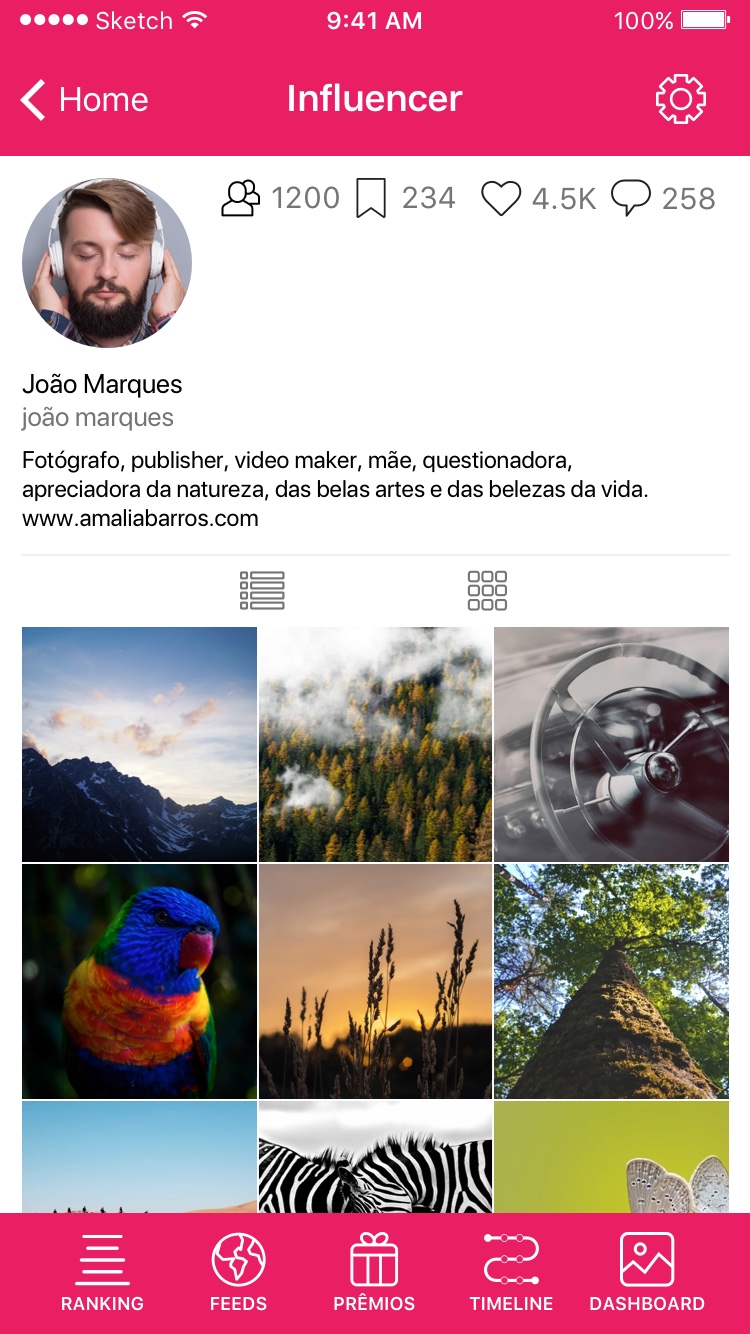 Sketch 9:41 AM 100%
Home Influencer
1200 234 4.5K 258
João Marques
joão marques
Fotógrafo, publisher, video maker, mãe, questionadora,
apreciadora da natureza, das belas artes e das belezas da vida.
www.amaliabarros.com
RANKING FEEDS PRÊMIOS TIMELINE DASHBOARD